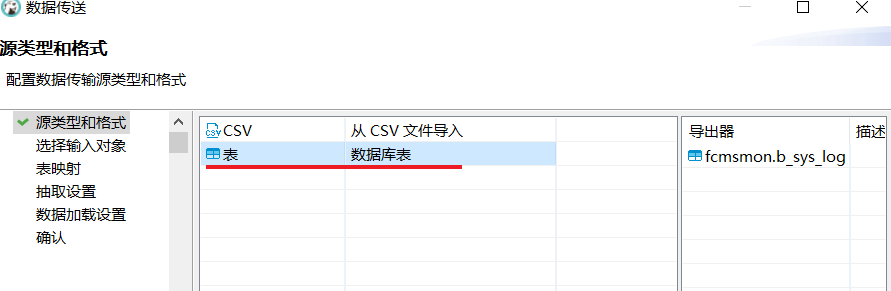 数据传送
源类型和格式
配置数据传输源类型和格式
源类型和格式
选择输入对象
表映射
抽取设置
数据加载设置
确认
CSV 从 CSV 文件导入
表 数据库表
导出器 描述
fcmsmon.b_sys_log